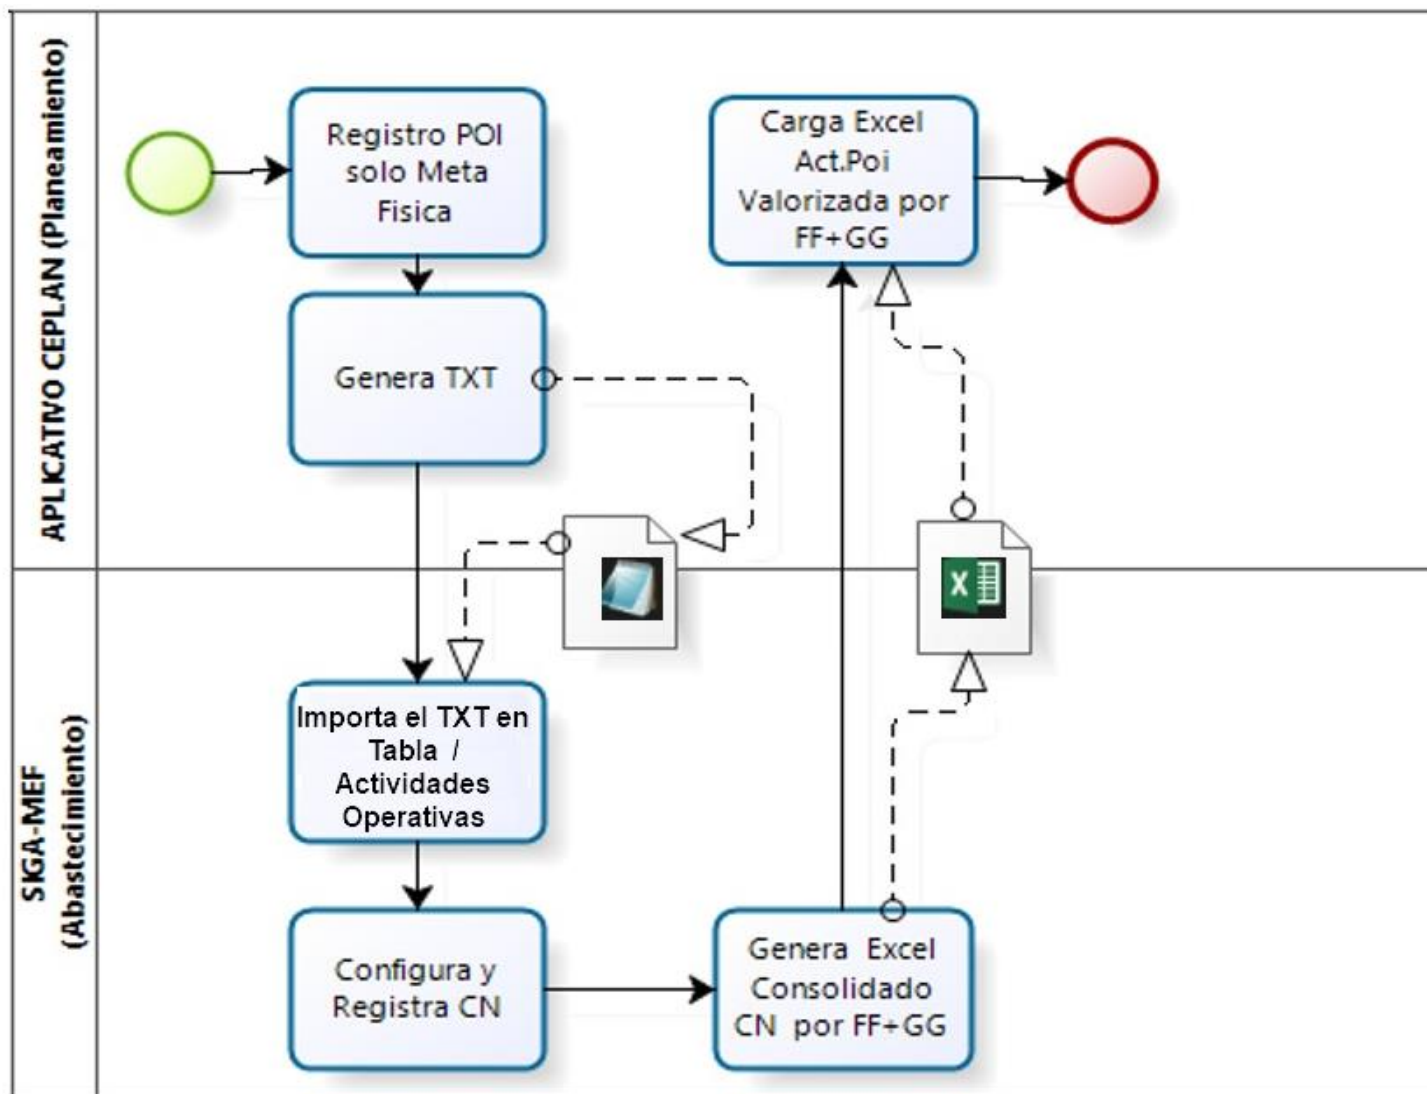 APLICATIVO CEPLAN (Planeamiento)
Registro POI
solo Meta
Fisica
Genera TXT
Carga Excel
Act.Poi
Valorizada por
FF+GG
X
SIGA-MEF
(Abastecimiento)
Importa el TXT en
Tabla /
Actividades
Operativas
Configura y
Registra CN
Genera Excel
Consolidado
CN por FF+GG